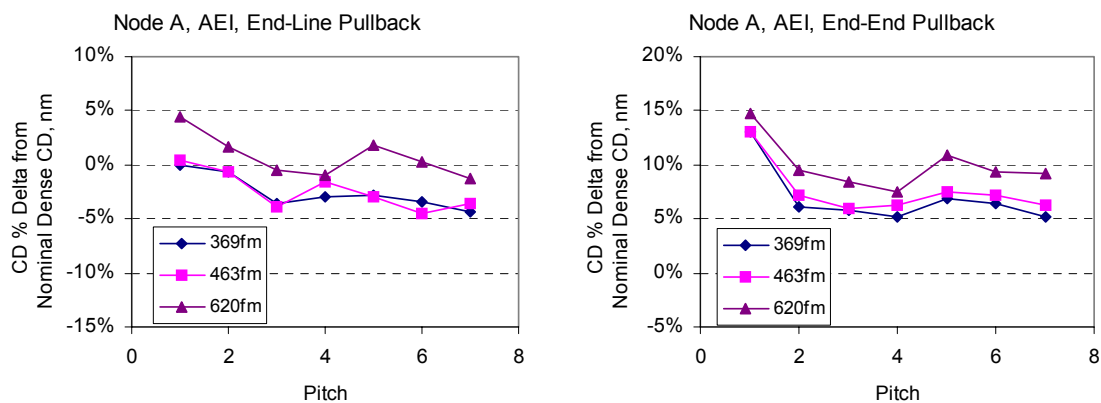 Node A, AEI, End-Line Pullback
10%
5%
0%
-5%
-10%
-15%
0
2
4
6
8
CD % Delta from
Nominal Dense CD, nm
Pitch
369fm
463fm
620fm
Node A, AEI, End-End Pullback
20%
15%
10%
5%
0%
-5%
0
2
4
6
8
CD % Delta from
Nominal Dense CD, nm
Pitch
369fm
463fm
620fm